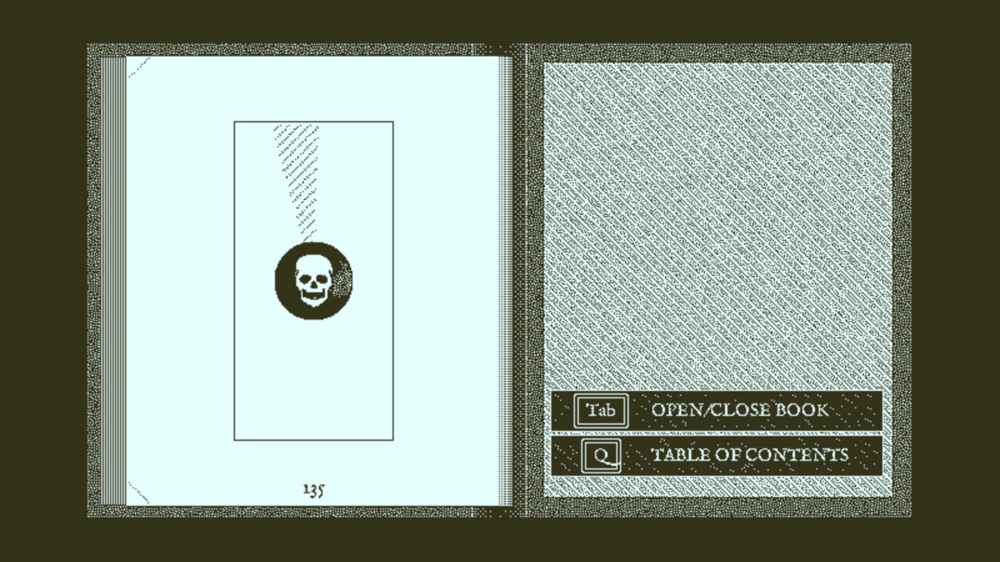 135
Tab OPEN/CLOSE BOOK
Q TABLE OF CONTENTS